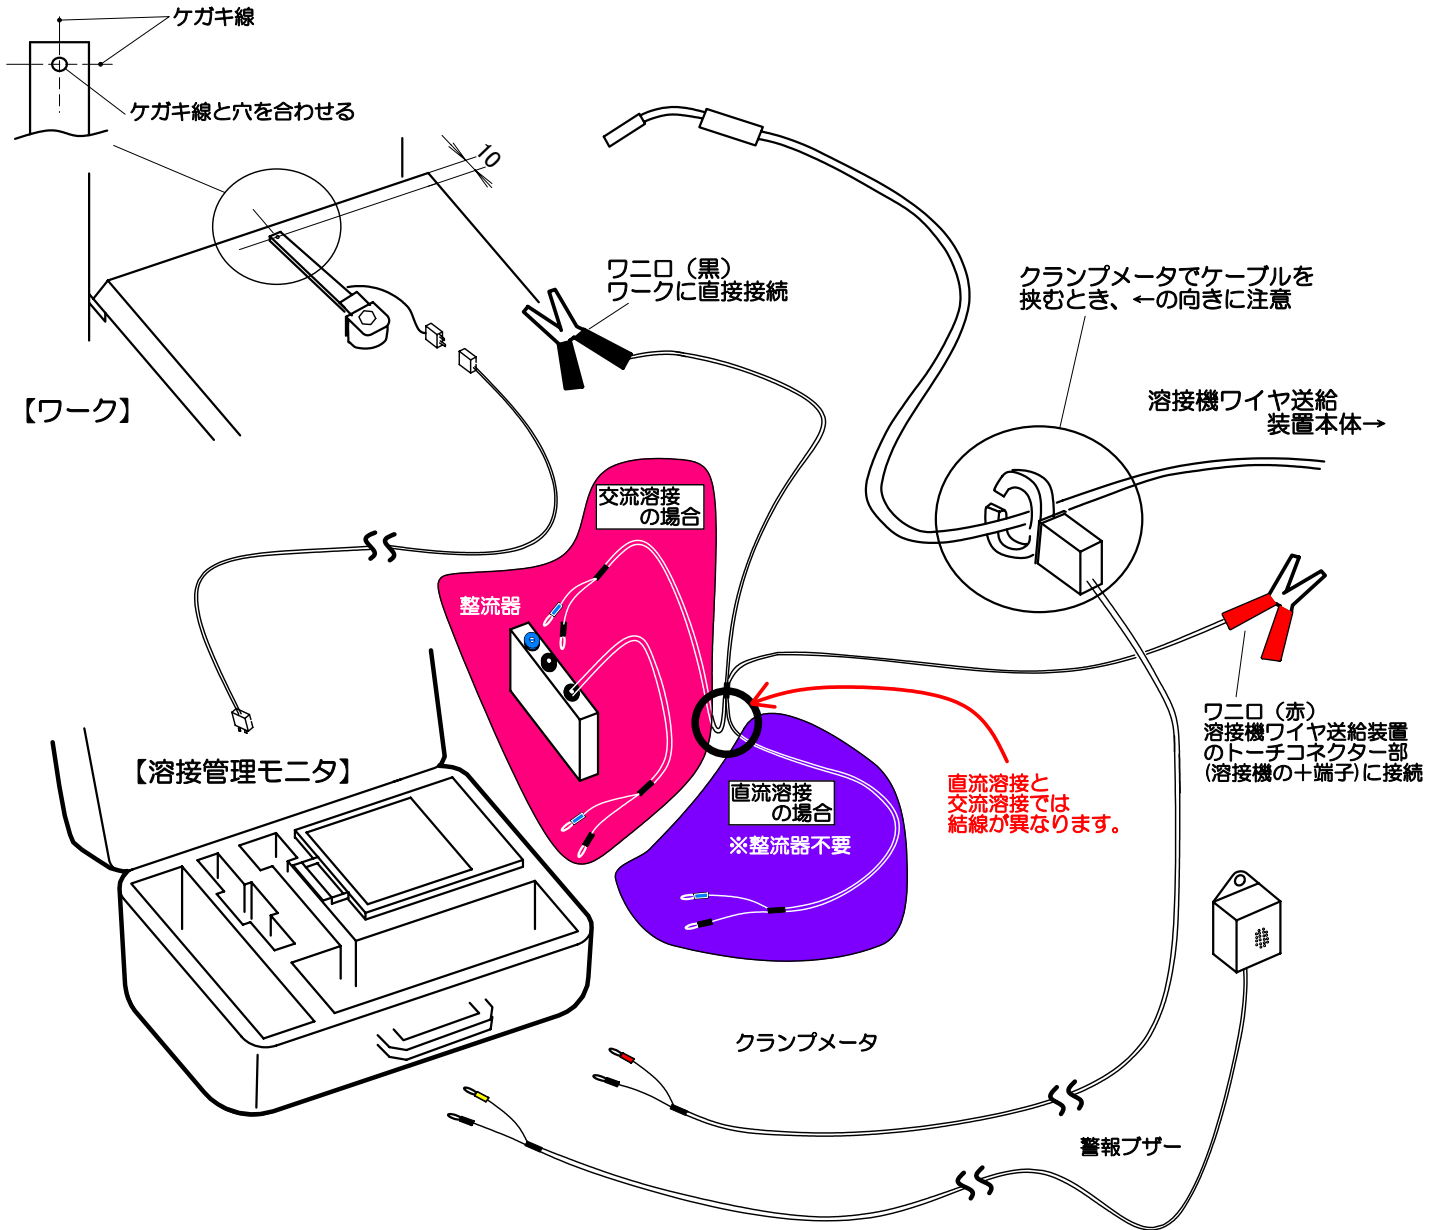 ケガキ線
ケガキ線と穴を合わせる
10
ワニロ（黒）
ワークに直接接続
クランプメータでケーブルを
挟むとき、←の向きに注意
【ワーク】
溶接機ワイヤ送給
装置本体→
交流溶接
の場合
整流器
ワニロ（赤）
溶接機ワイヤ送給装置
のトーチコネクター部
(溶接機の＋端子)に接続
【溶接管理モニタ】
直流溶接
の場合
※整流器不要
直流溶接と
交流溶接では
結線が異なります。
クランプメータ
警報ブザー